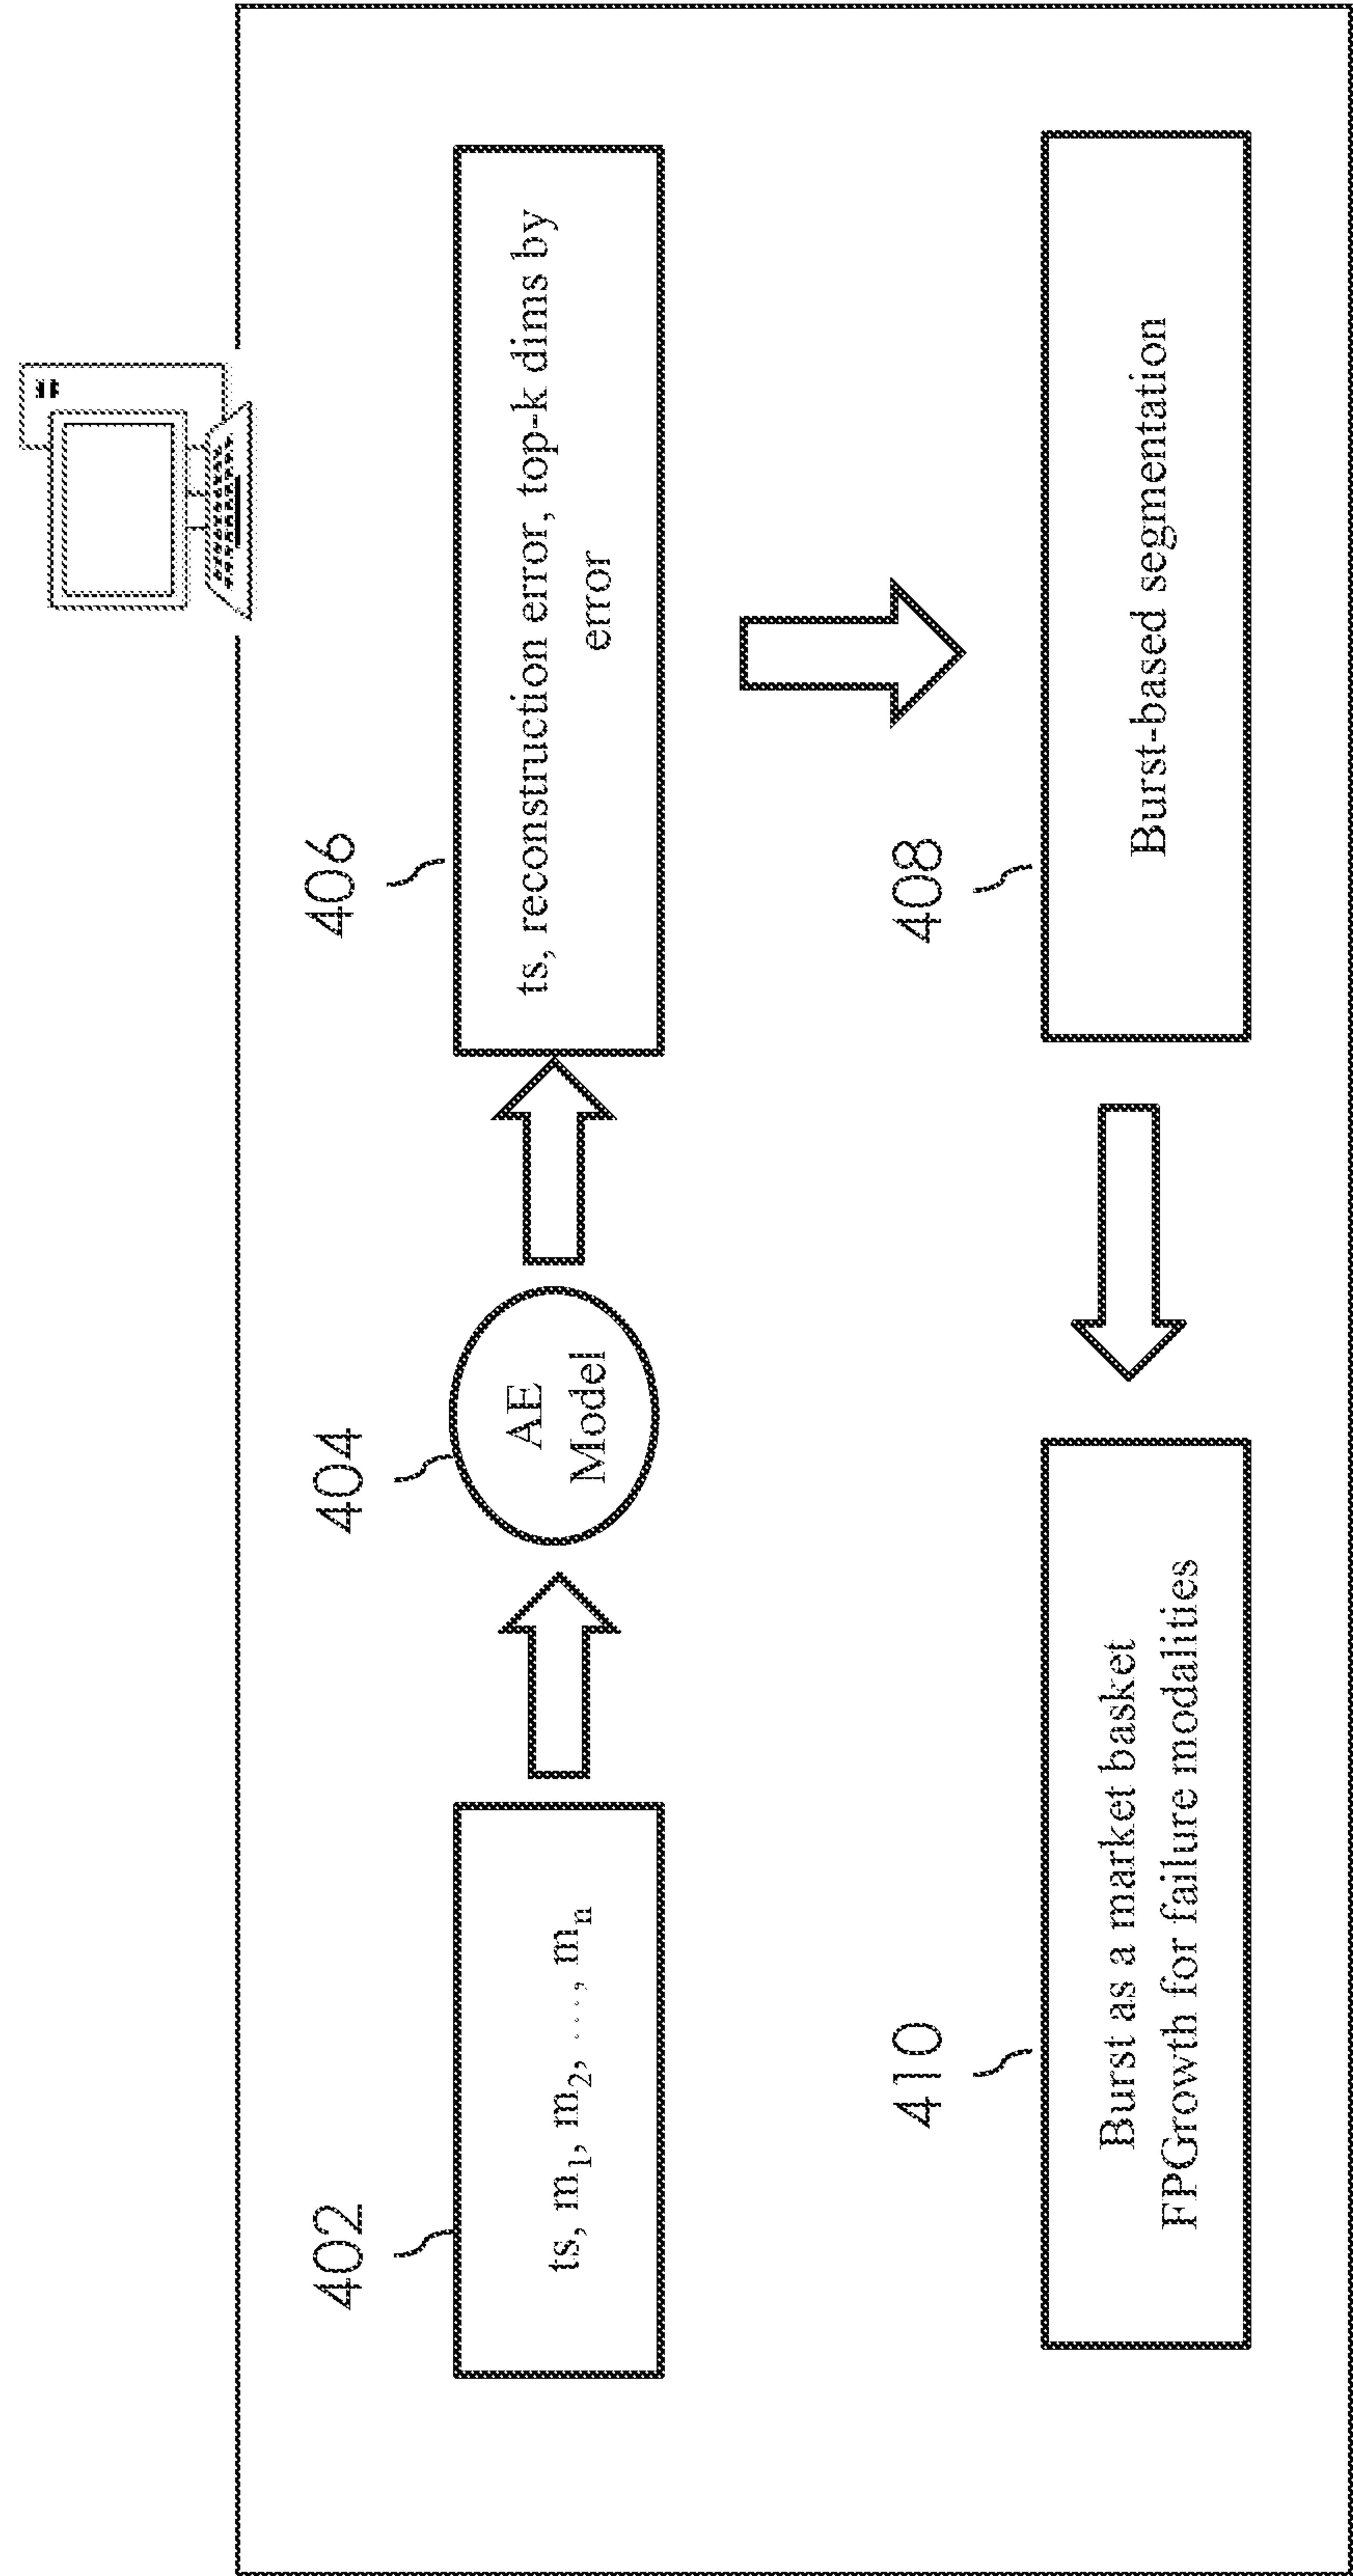 402
ts, m₁, m₂, ...., mₙ
404
AE
Model
406
ts, reconstruction error, top-k dims by
error
408
Burst-based segmentation
410
Burst as a market basket
FPGrowth for failure modalities